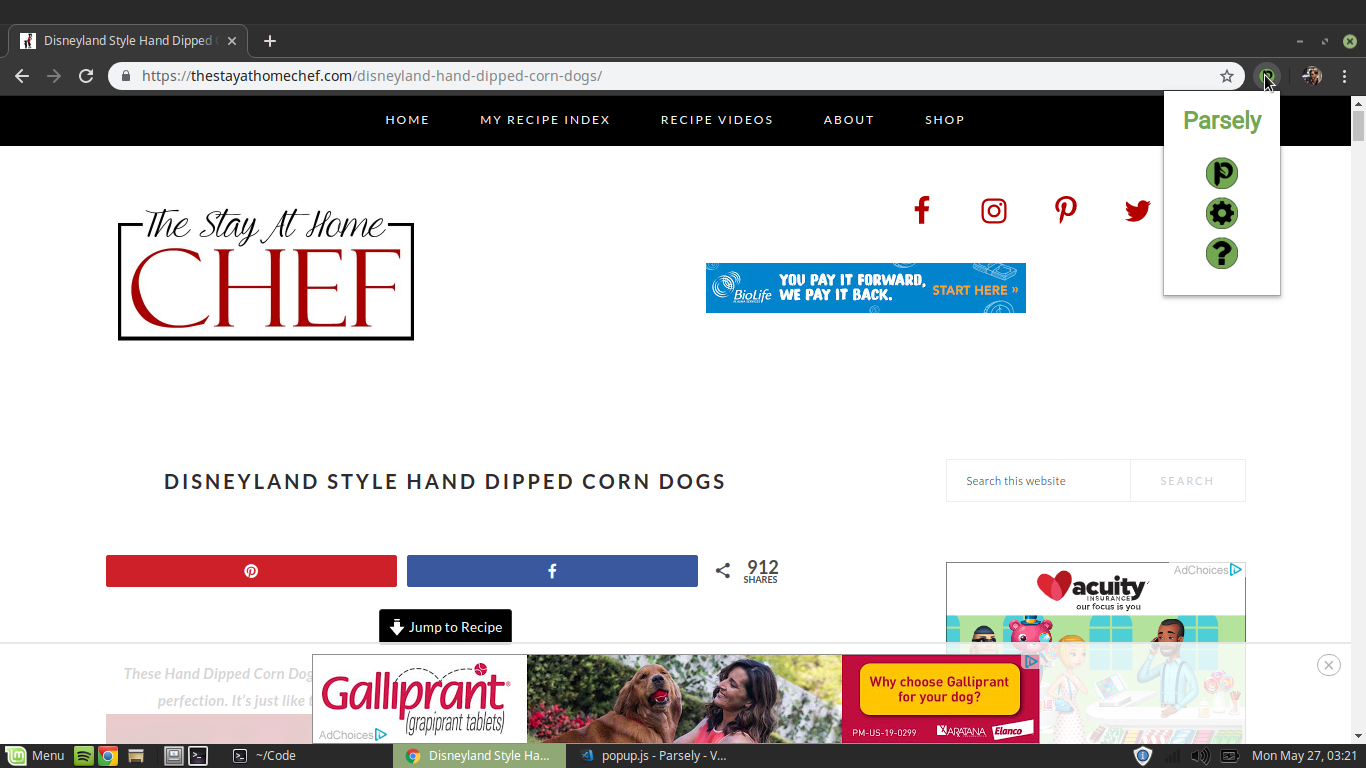 Disneyland Style Hand Dipped
https://thestayathomechef.com/disneyland-hand-dipped-corn-dogs/
HOME MY RECIPE INDEX RECIPE VIDEOS ABOUT SHOP
Parsely
p
?
The Stay At Home
CHEF
BioLife
YOU PAY IT FORWARD,
WE PAY IT BACK.
START HERE »
DISNEYLAND STYLE HAND DIPPED CORN DOGS
Search this website
SEARCH
912
SHARES
AdChoices
acuity
INSURANCE
our focus is you
Jump to Recipe
These Hand Dipped Corn Dog
perfection. It's just like
Galliprant®
(grapiprant tablets)
AdChoices
Why choose Galliprant
for your dog?
PM-US-19-0299
ARATANA
Elanco
Menu
~/Code
Disneyland Style Ha...
popup.js - Parsely - V...
Mon May 27, 03:21